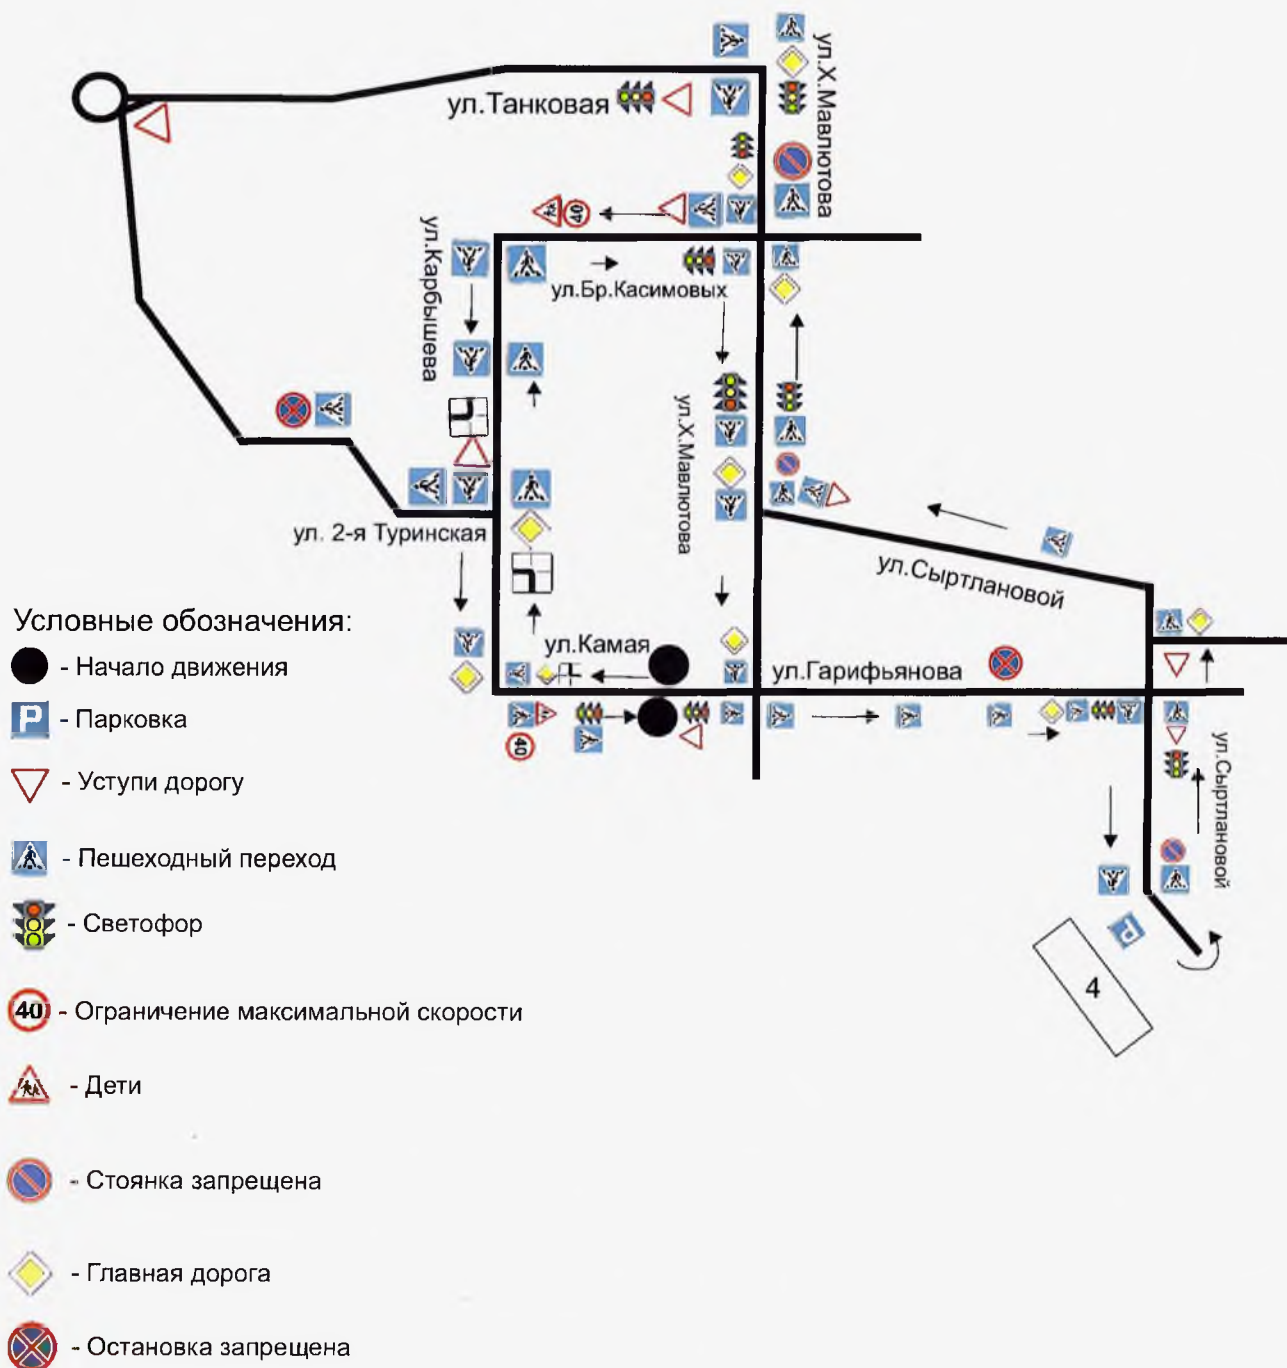 ул.Танковая
ул.Х.Мавлютова
ул.Карбышева
40
ул.Бр.Касимовых
ул.Х.Мавлютова
ул. 2-я Туринская
ул.Сыртлановой
ул.Камая
ул.Гарифьянова
40
ул.Сыртлановой
P
4
Условные обозначения:
- Начало движения
P - Парковка
- Уступи дорогу
- Пешеходный переход
- Светофор
40 - Ограничение максимальной скорости
- Дети
- Стоянка запрещена
- Главная дорога
- Остановка запрещена